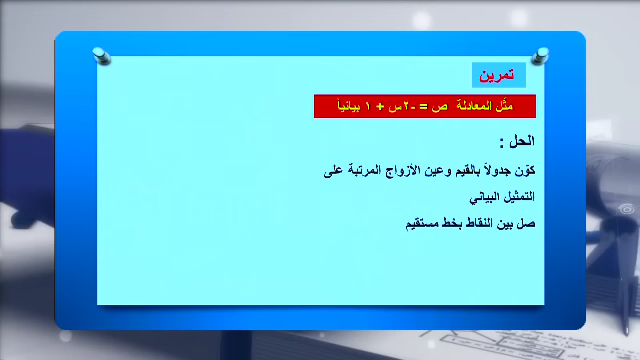 تمرين
مثّل المعادلة ص = -٢س + ١ بيانياً
الحل :
كوّن جدولاً بالقيم وعين الأزواج المرتبة على
التمثيل البياني
صل بين النقاط بخط مستقيم